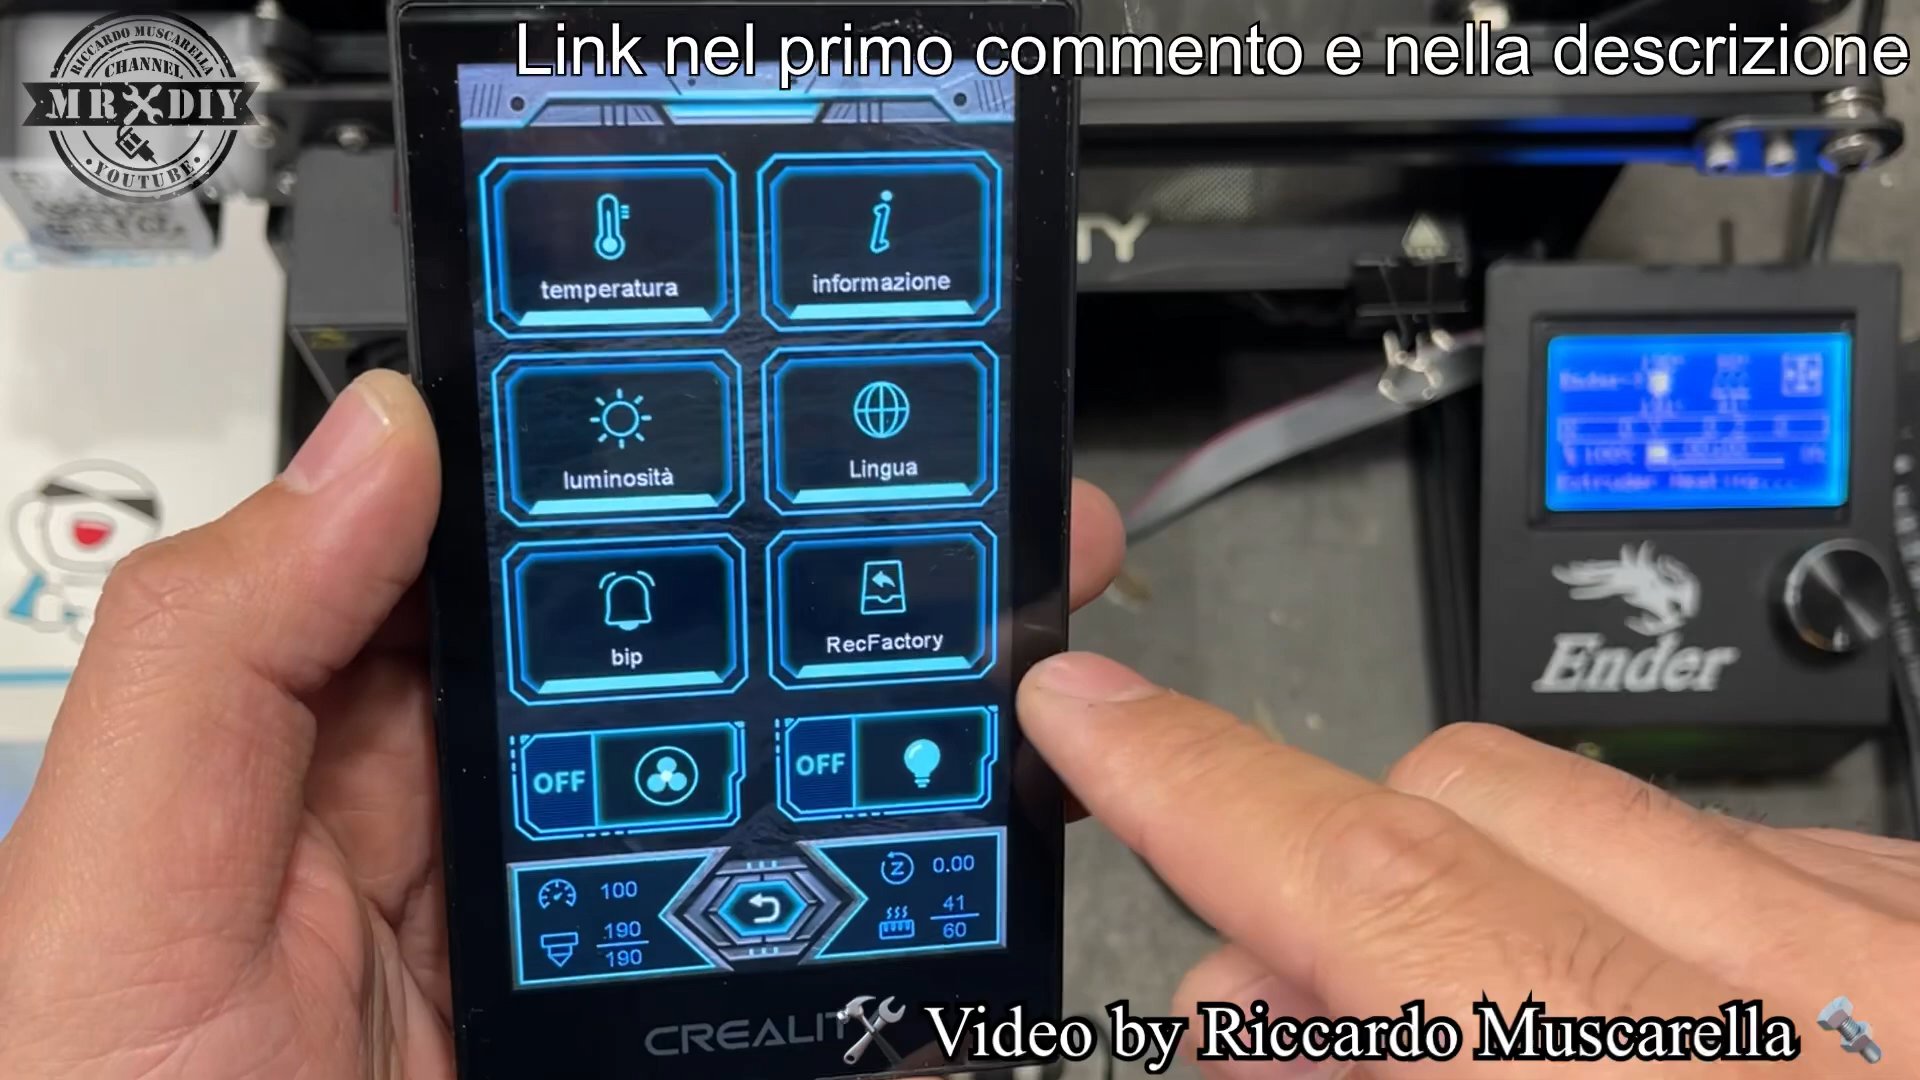 Link nel primo commento e nella descrizione
RICCARDO MUSCARELLA
CHANNEL
MR DIY
YOUTUBE
TY
temperatura
informazione
luminosità
Lingua
bip
RecFactory
OFF
OFF
100
0.00
190
190
41
60
CREALIT
Ender
Video by Riccardo Muscarella